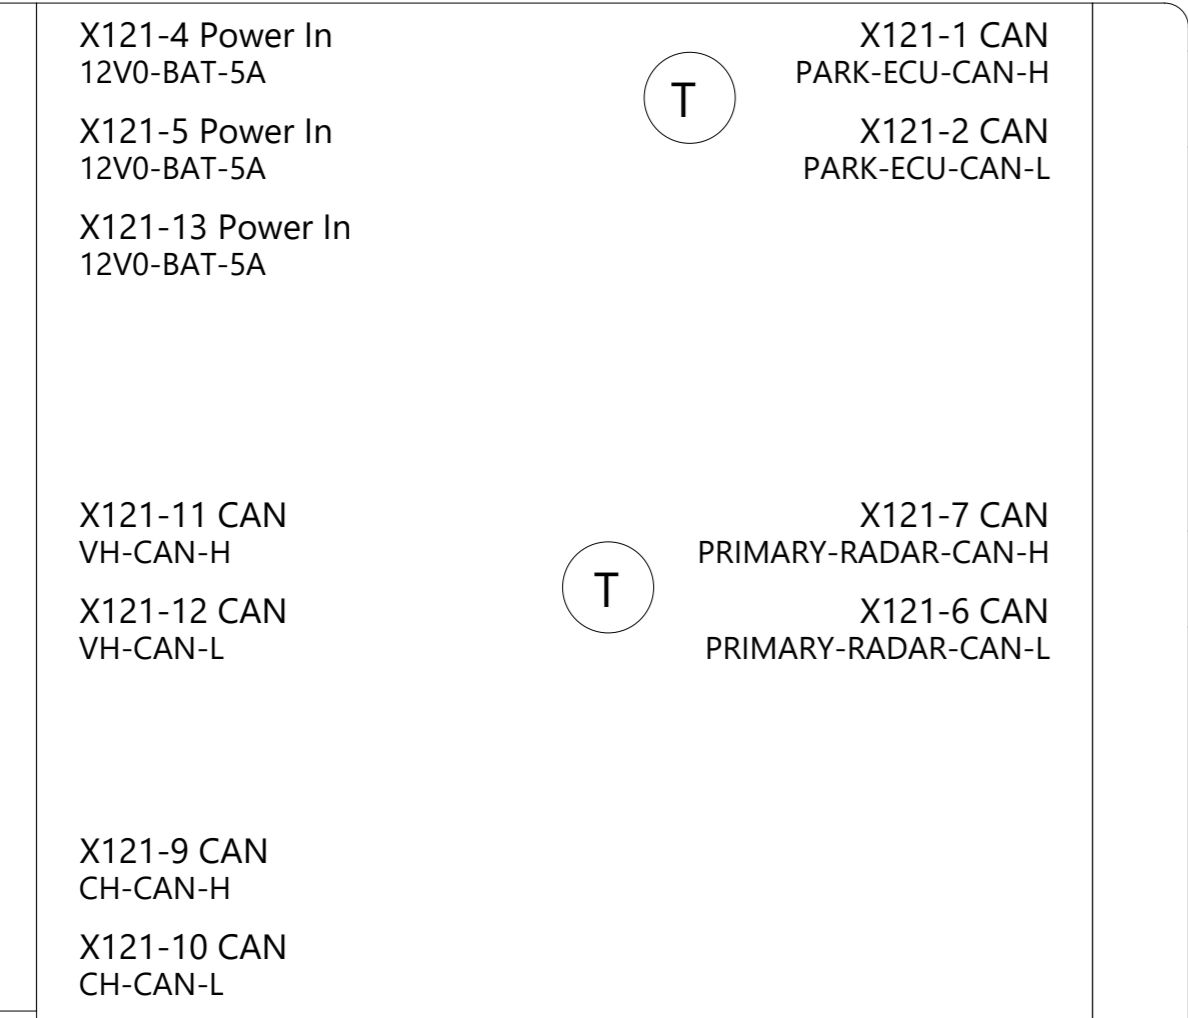 X121-4 Power In
12V0-BAT-5A
X121-5 Power In
12V0-BAT-5A
X121-13 Power In
12V0-BAT-5A
X121-11 CAN
VH-CAN-H
X121-12 CAN
VH-CAN-L
X121-9 CAN
CH-CAN-H
X121-10 CAN
CH-CAN-L
T
T
X121-1 CAN
PARK-ECU-CAN-H
X121-2 CAN
PARK-ECU-CAN-L
X121-7 CAN
PRIMARY-RADAR-CAN-H
X121-6 CAN
PRIMARY-RADAR-CAN-L